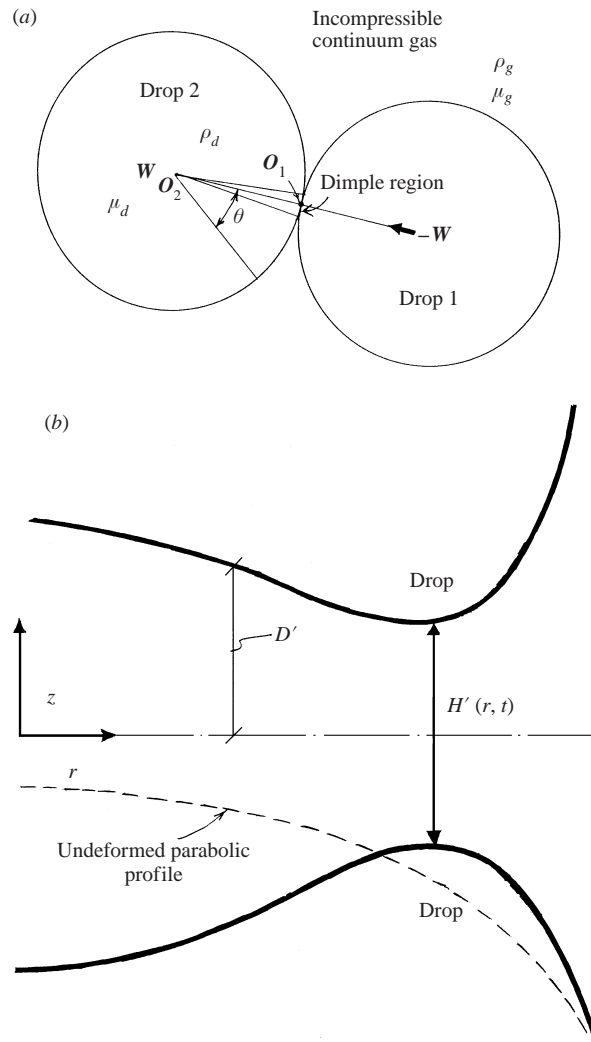 (a)
Incompressible
continuum gas
ρg
μg
Drop 2
ρd
O1
W
O2
Dimple region
μd
θ
–W
Drop 1
(b)
Drop
D′
z
H′ (r, t)
r
Undeformed parabolic
profile
Drop